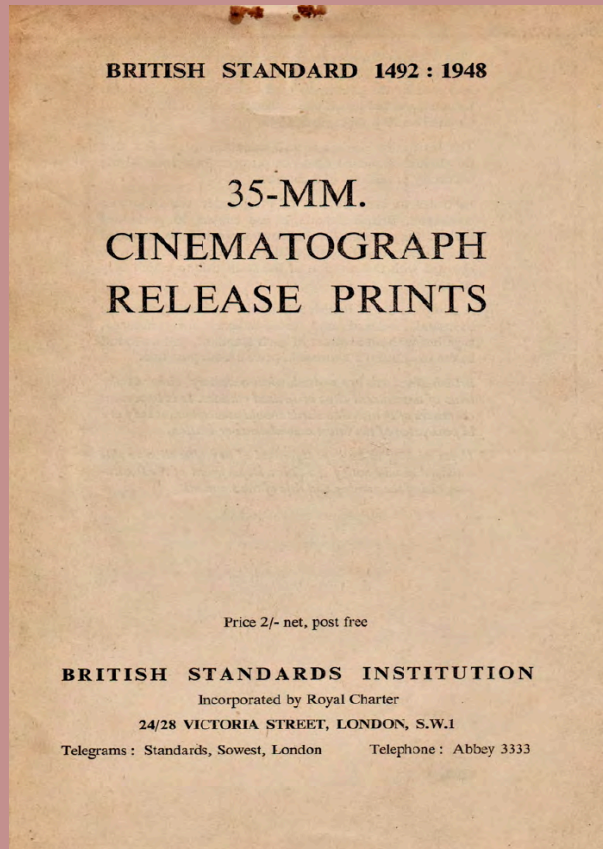 BRITISH STANDARD 1492 : 1948
35-MM.
CINEMATOGRAPH
RELEASE PRINTS
Price 2/- net, post free
BRITISH STANDARDS INSTITUTION
Incorporated by Royal Charter
24/28 VICTORIA STREET, LONDON, S.W.1
Telegrams : Standards, Sowest, London Telephone : Abbey 3333